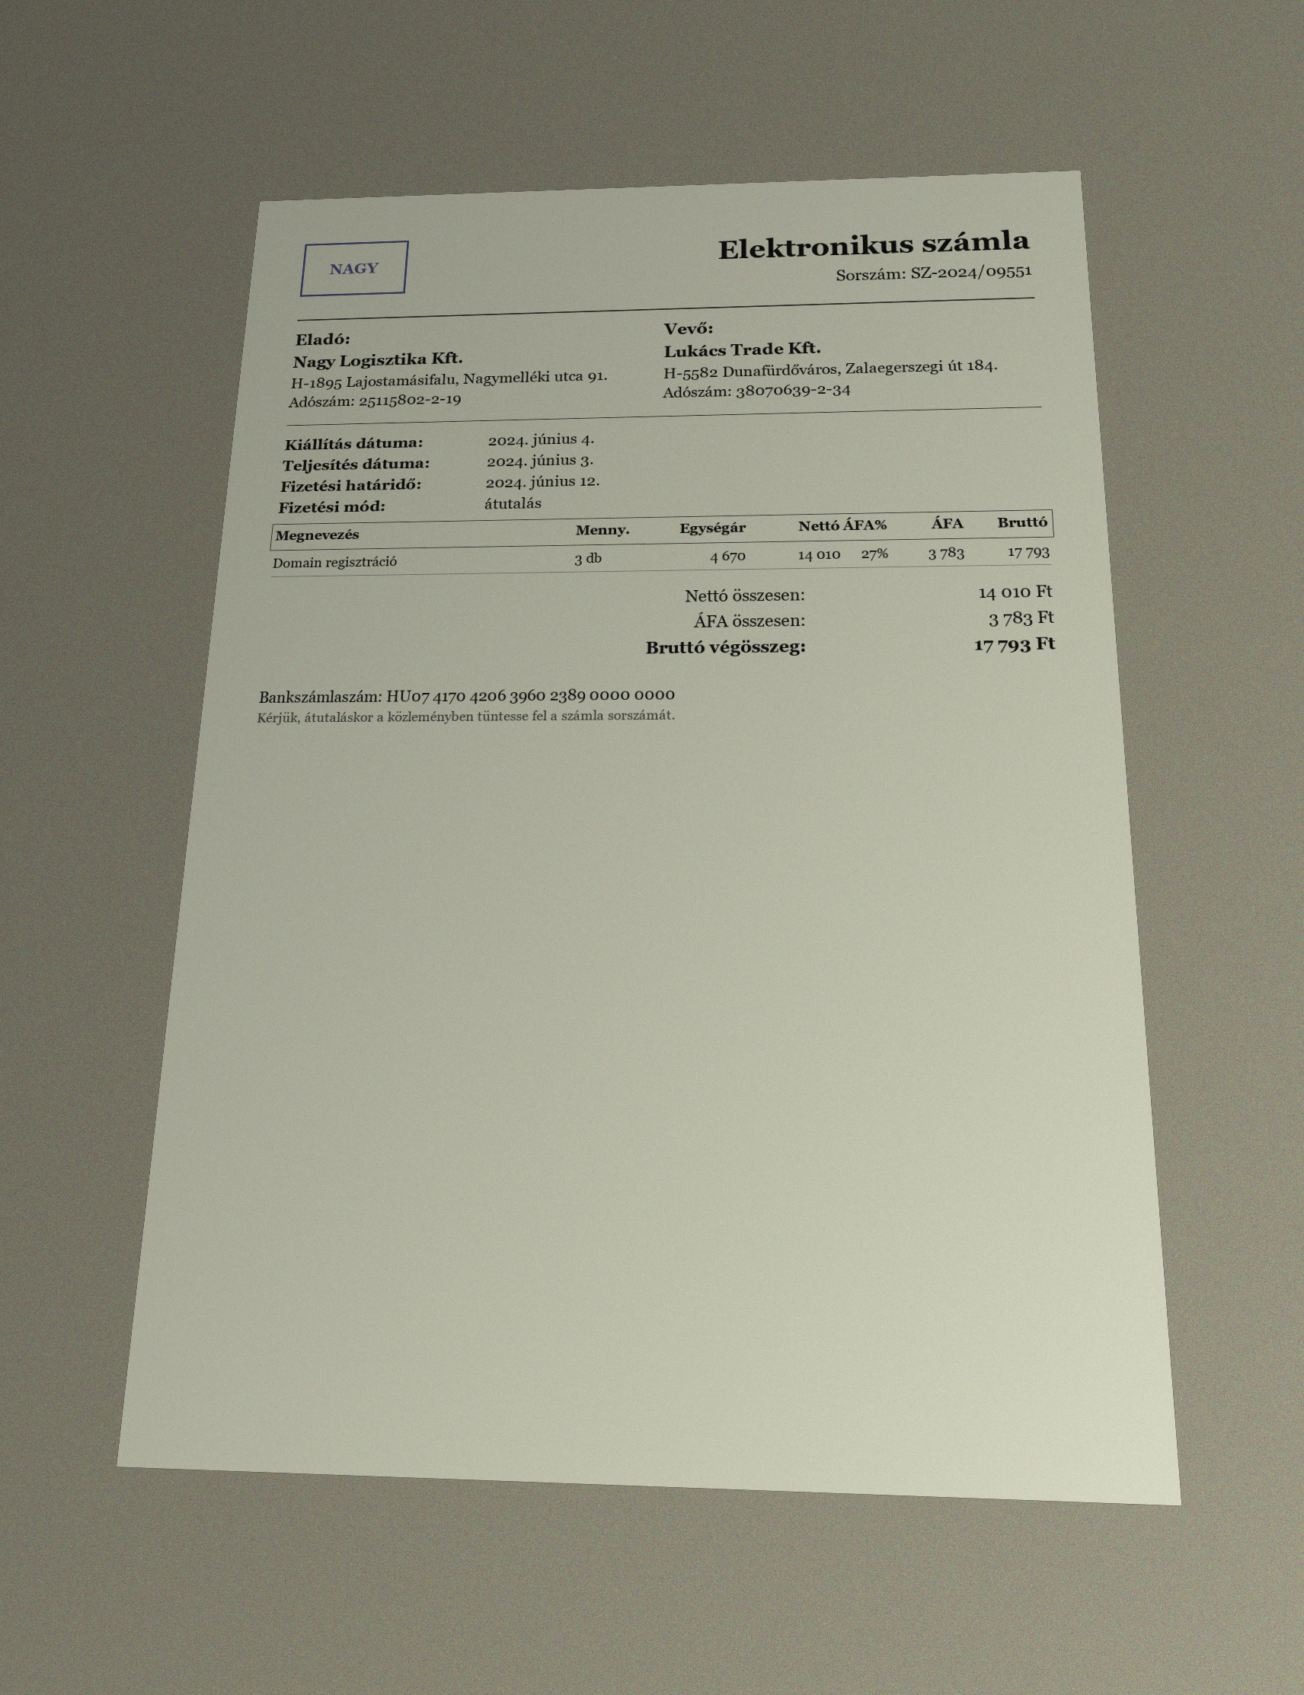 NAGY
Elektronikus számla
Sorszám: SZ-2024/09551
Eladó:
Nagy Logisztika Kft.
H-1895 Lajostamásifalu, Nagymelléki utca 91.
Adószám: 25115802-2-19
Vevő:
Lukács Trade Kft.
H-5582 Dunafürdőváros, Zalaegerszegi út 184.
Adószám: 38070639-2-34
Kiállítás dátuma: 2024. június 4.
Teljesítés dátuma: 2024. június 3.
Fizetési határidő: 2024. június 12.
Fizetési mód: átutalás
Megnevezés Menny. Egységár Nettó ÁFA% ÁFA Bruttó
Domain regisztráció 3 db 4 670 14 010 27% 3 783 17 793
Nettó összesen: 14 010 Ft
ÁFA összesen: 3 783 Ft
Bruttó végösszeg: 17 793 Ft
Bankszámlaszám: HU07 4170 4206 3960 2389 0000 0000
Kérjük, átutaláskor a közleményben tüntesse fel a számla sorszámát.